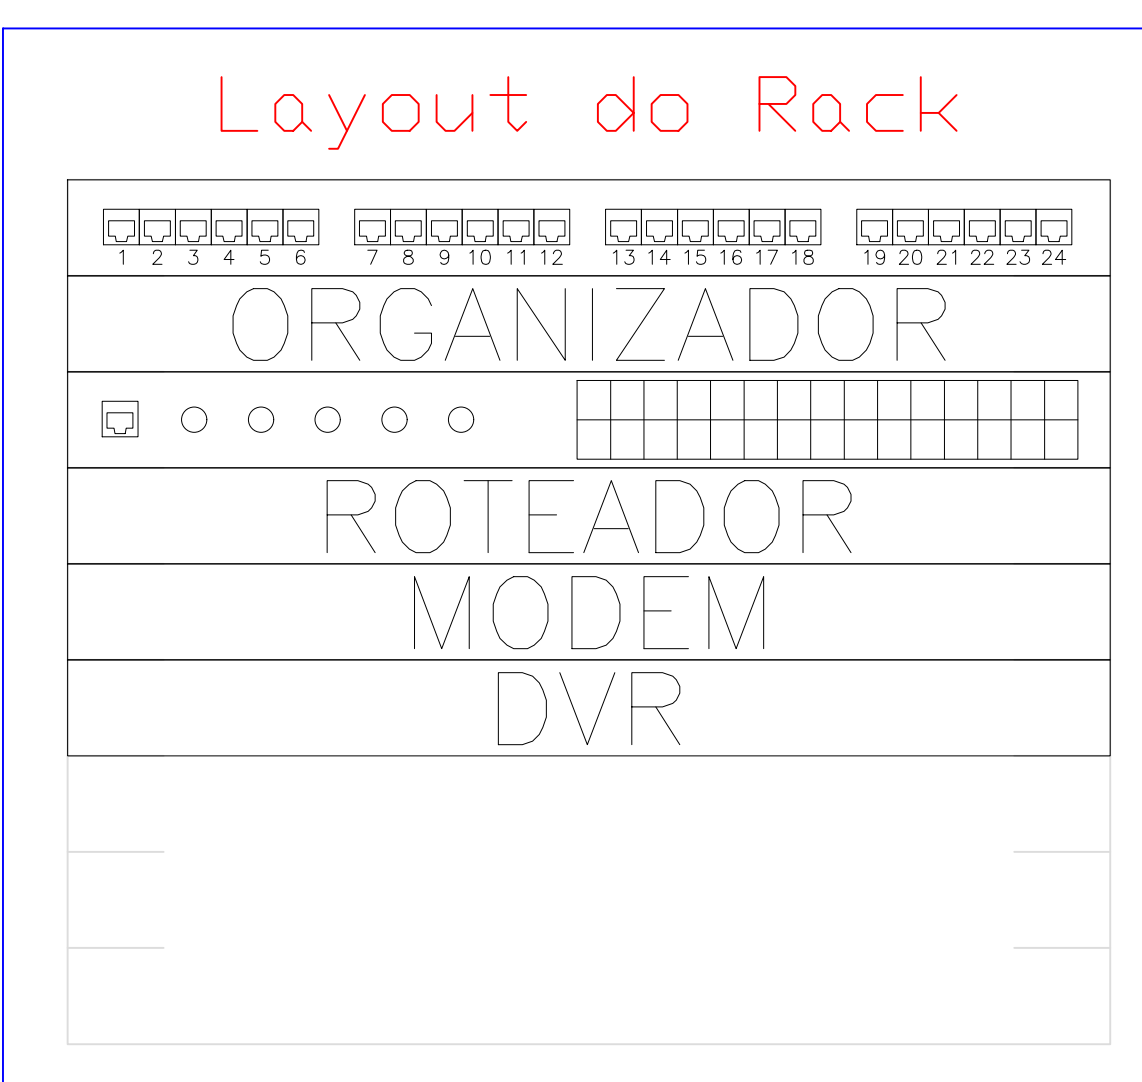 Layout do Rack
1 2 3 4 5 6 7 8 9 10 11 12 13 14 15 16 17 18 19 20 21 22 23 24
ORGANIZADOR
ROTEADOR
MODEM
DVR